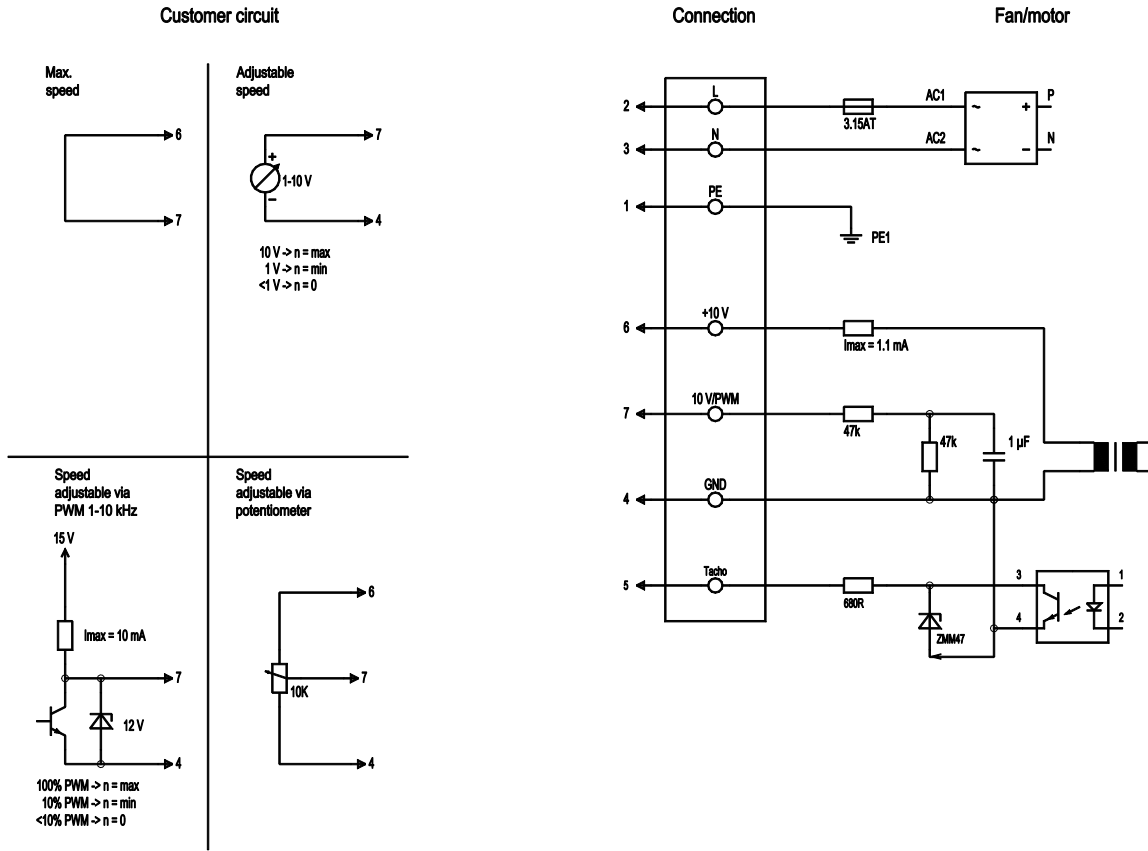 Customer circuit
Connection
Fan/motor
Max.
speed
6
7
Adjustable
speed
7
+
1-10 V
−
4
10 V -> n = max
1 V -> n = min
<1 V -> n = 0
Speed
adjustable via
PWM 1-10 kHz
15 V
Imax = 10 mA
7
12 V
4
100% PWM -> n = max
10% PWM -> n = min
<10% PWM -> n = 0
Speed
adjustable via
potentiometer
6
7
10K
4
2
L
3.15AT
AC1
~
+
P
3
N
AC2
~
−
N
1
PE
PE1
6
+10 V
Imax = 1.1 mA
7
10 V/PWM
47k
47k
1 µF
4
GND
5
Tacho
680R
ZMM47
3
4
1
2